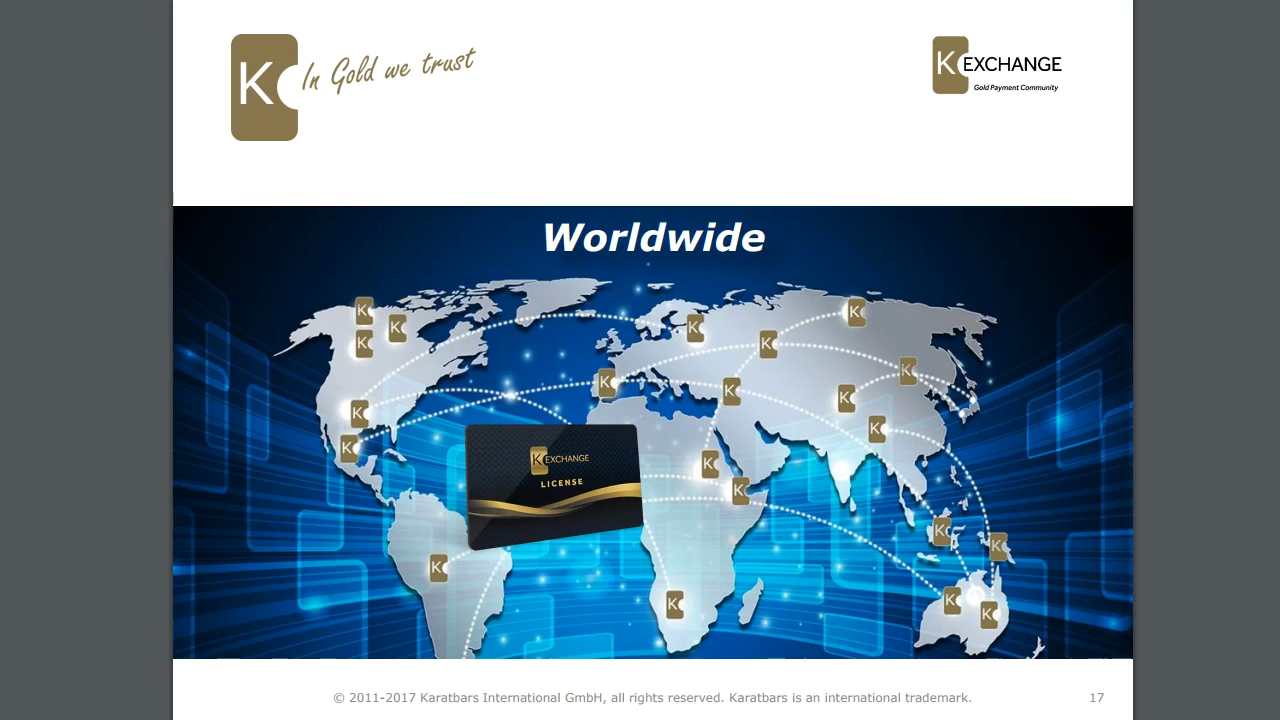 K In Gold we trust
K EXCHANGE
Gold Payment Community
Worldwide
K
K
K
K
K
K
K
K
K
K
K
K
K
K
K EXCHANGE
LICENSE
K
K
K
K
K
K
K
K
© 2011-2017 Karatbars International GmbH, all rights reserved. Karatbars is an international trademark.
17